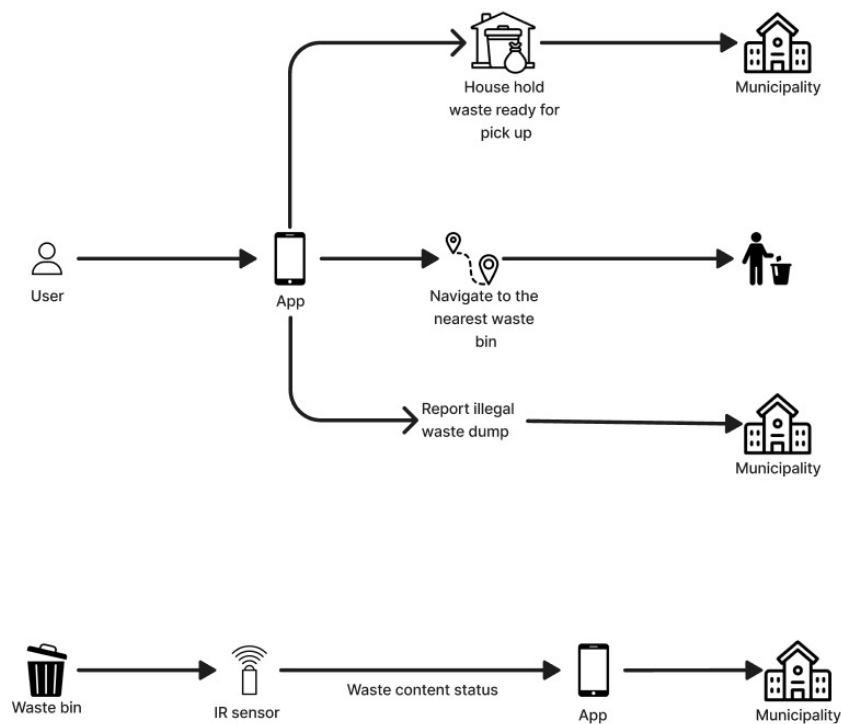 House hold
waste ready for
pick up
Municipality
User
App
Navigate to the
nearest waste
bin
Report illegal
waste dump
Municipality
Waste bin
IR sensor
Waste content status
App
Municipality